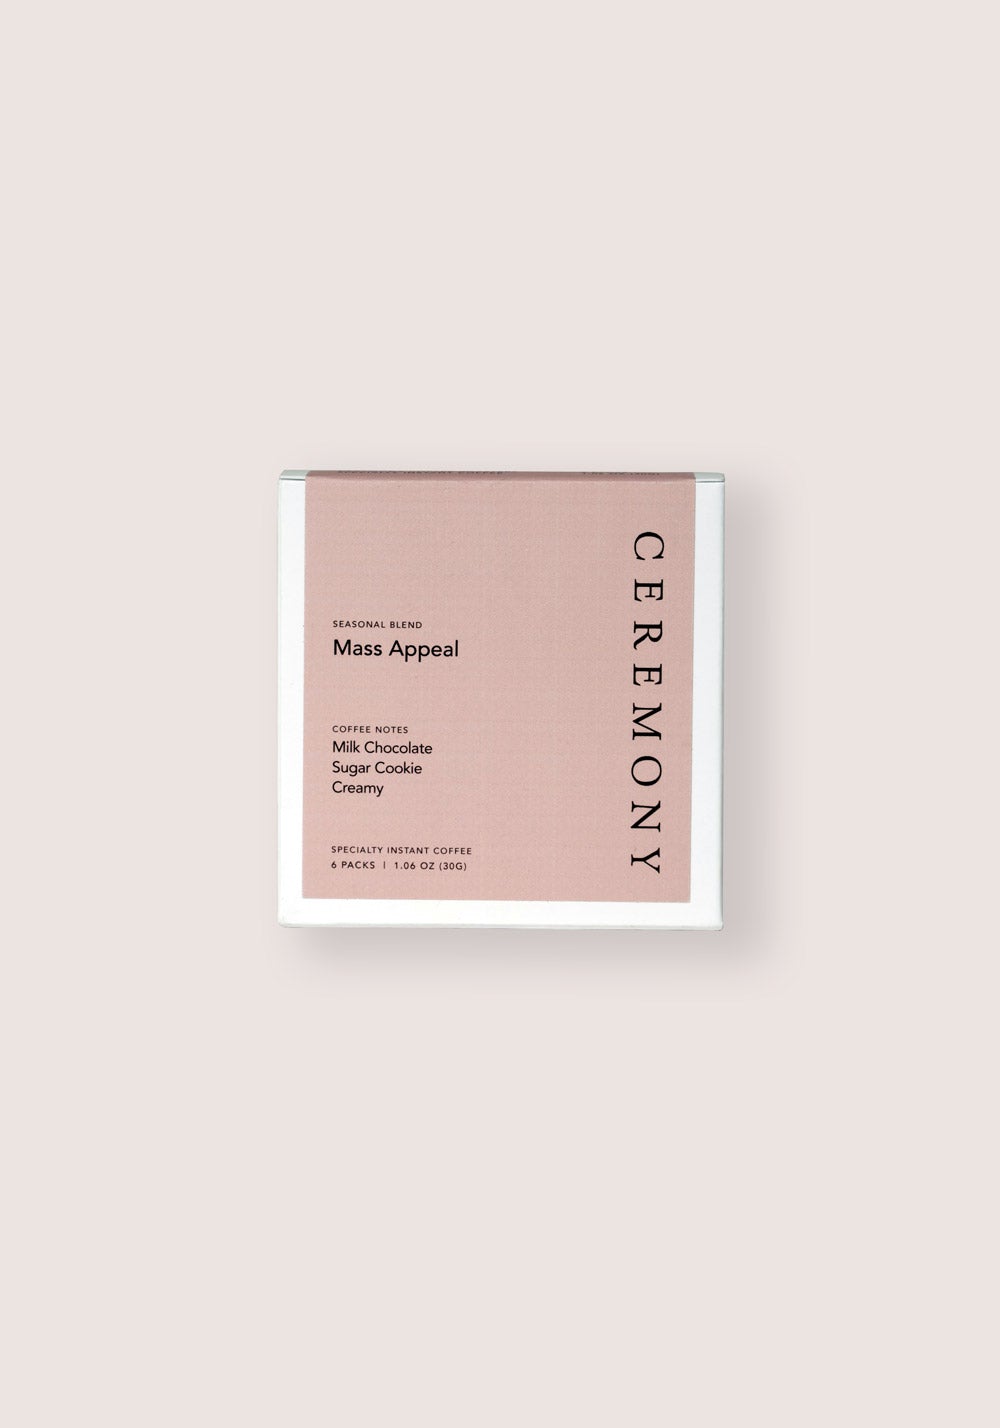 SEASONAL BLEND
Mass Appeal
COFFEE NOTES
Milk Chocolate
Sugar Cookie
Creamy
SPECIALTY INSTANT COFFEE
6 PACKS | 1.06 OZ (30G)
CEREMONY